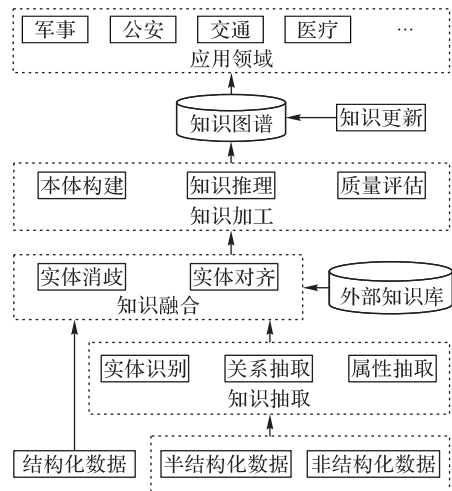 军事 公安 交通 医疗 …
应用领域
知识图谱
知识更新
本体构建 知识推理 质量评估
知识加工
实体消歧 实体对齐
知识融合
外部知识库
实体识别 关系抽取 属性抽取
知识抽取
结构化数据 半结构化数据 非结构化数据